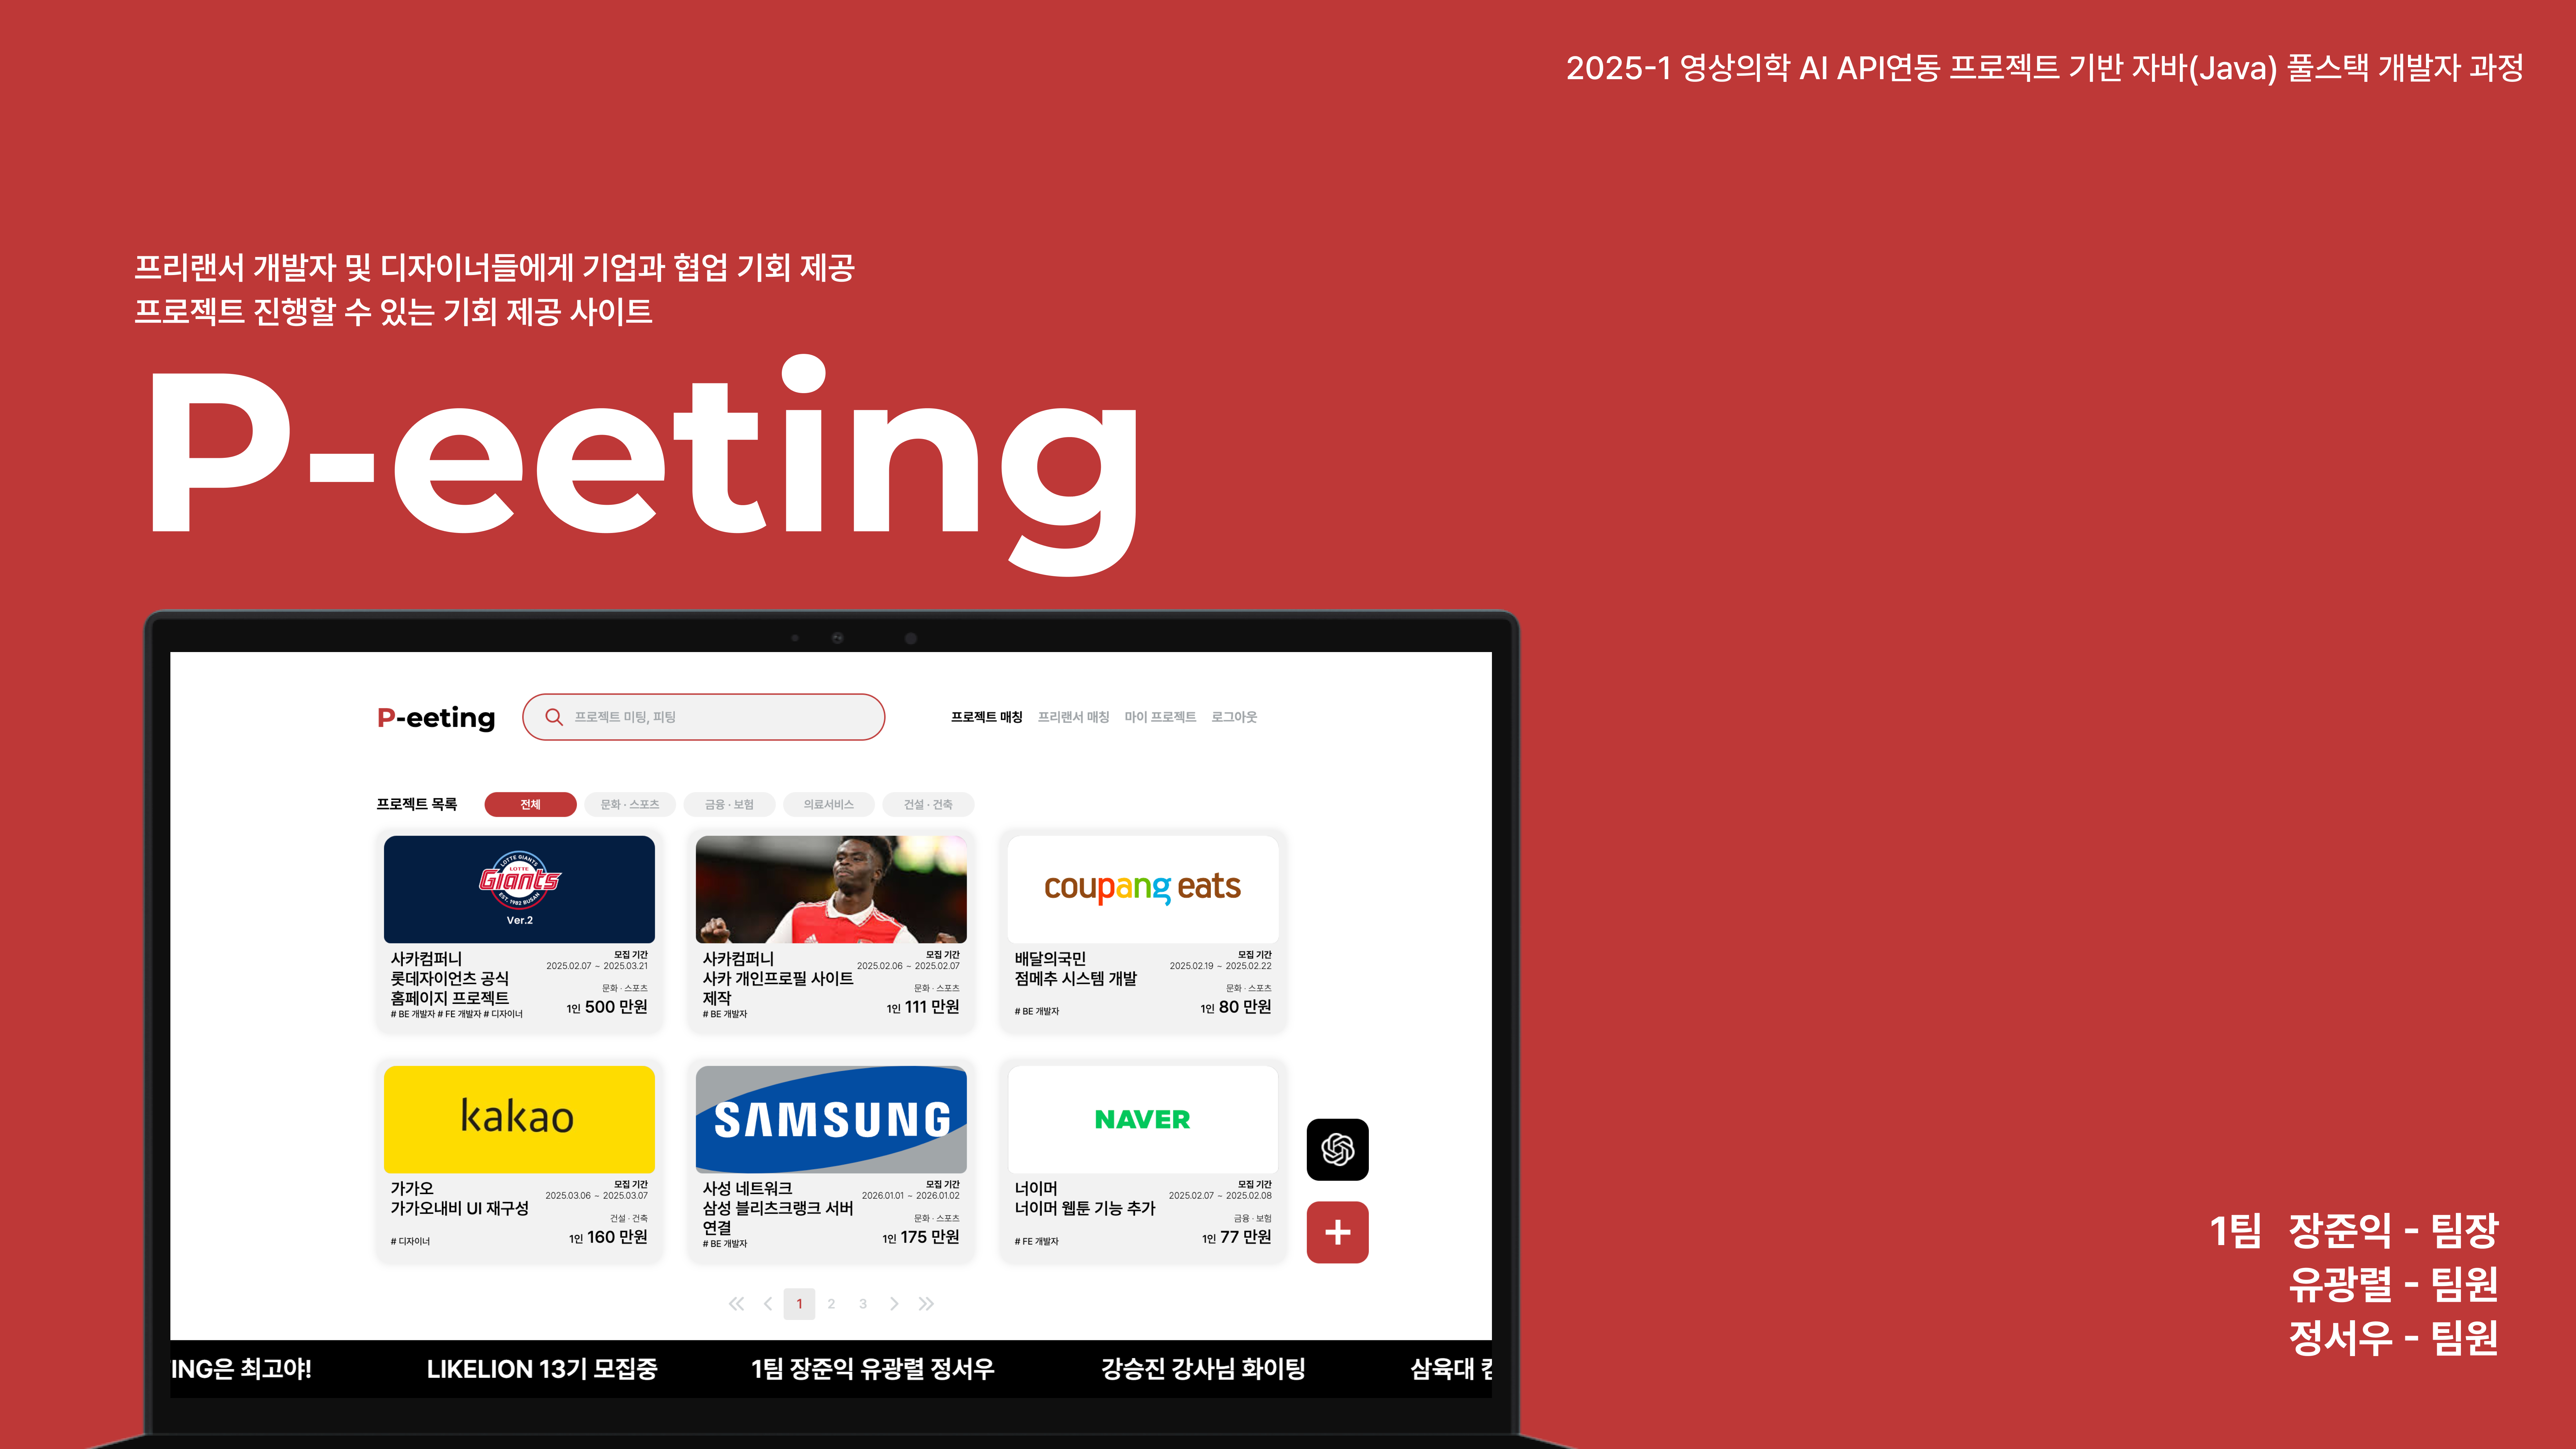 2025-1 영상의학 AI API연동 프로젝트 기반 자바(Java) 풀스택 개발자 과정
프리랜서 개발자 및 디자이너들에게 기업과 협업 기회 제공
프로젝트 진행할 수 있는 기회 제공 사이트
P-eeting
P-eeting
프로젝트 미팅, 피팅
프로젝트 매칭 프리랜서 매칭 마이 프로젝트 로그아웃
프로젝트 목록 전체 문화 · 스포츠 금융 · 보험 의료서비스 건설 · 건축
LOTTE GIANTS
LOTTE
Giants
EST. 1982 BUSAN
Ver.2
사카컴퍼니
롯데자이언츠 공식
홈페이지 프로젝트
# BE 개발자 # FE 개발자 # 디자이너
모집 기간
2025.02.07 ~ 2025.03.21
문화 · 스포츠
1인 500 만원
사카컴퍼니
사카 개인프로필 사이트
제작
# BE 개발자
모집 기간
2025.02.06 ~ 2025.02.07
문화 · 스포츠
1인 111 만원
coupang eats
배달의국민
점메추 시스템 개발
# BE 개발자
모집 기간
2025.02.19 ~ 2025.02.22
문화 · 스포츠
1인 80 만원
kakao
가가오
가가오내비 UI 재구성
# 디자이너
모집 기간
2025.03.06 ~ 2025.03.07
건설 · 건축
1인 160 만원
SAMSUNG
사성 네트워크
삼성 블리츠크랭크 서버
연결
# BE 개발자
모집 기간
2026.01.01 ~ 2026.01.02
문화 · 스포츠
1인 175 만원
NAVER
너이머
너이머 웹툰 기능 추가
# FE 개발자
모집 기간
2025.02.07 ~ 2025.02.08
금융 · 보험
1인 77 만원
1 2 3
ING은 최고야! LIKELION 13기 모집중 1팀 장준익 유광렬 정서우 강승진 강사님 화이팅 삼육대
1팀 장준익 - 팀장
유광렬 - 팀원
정서우 - 팀원